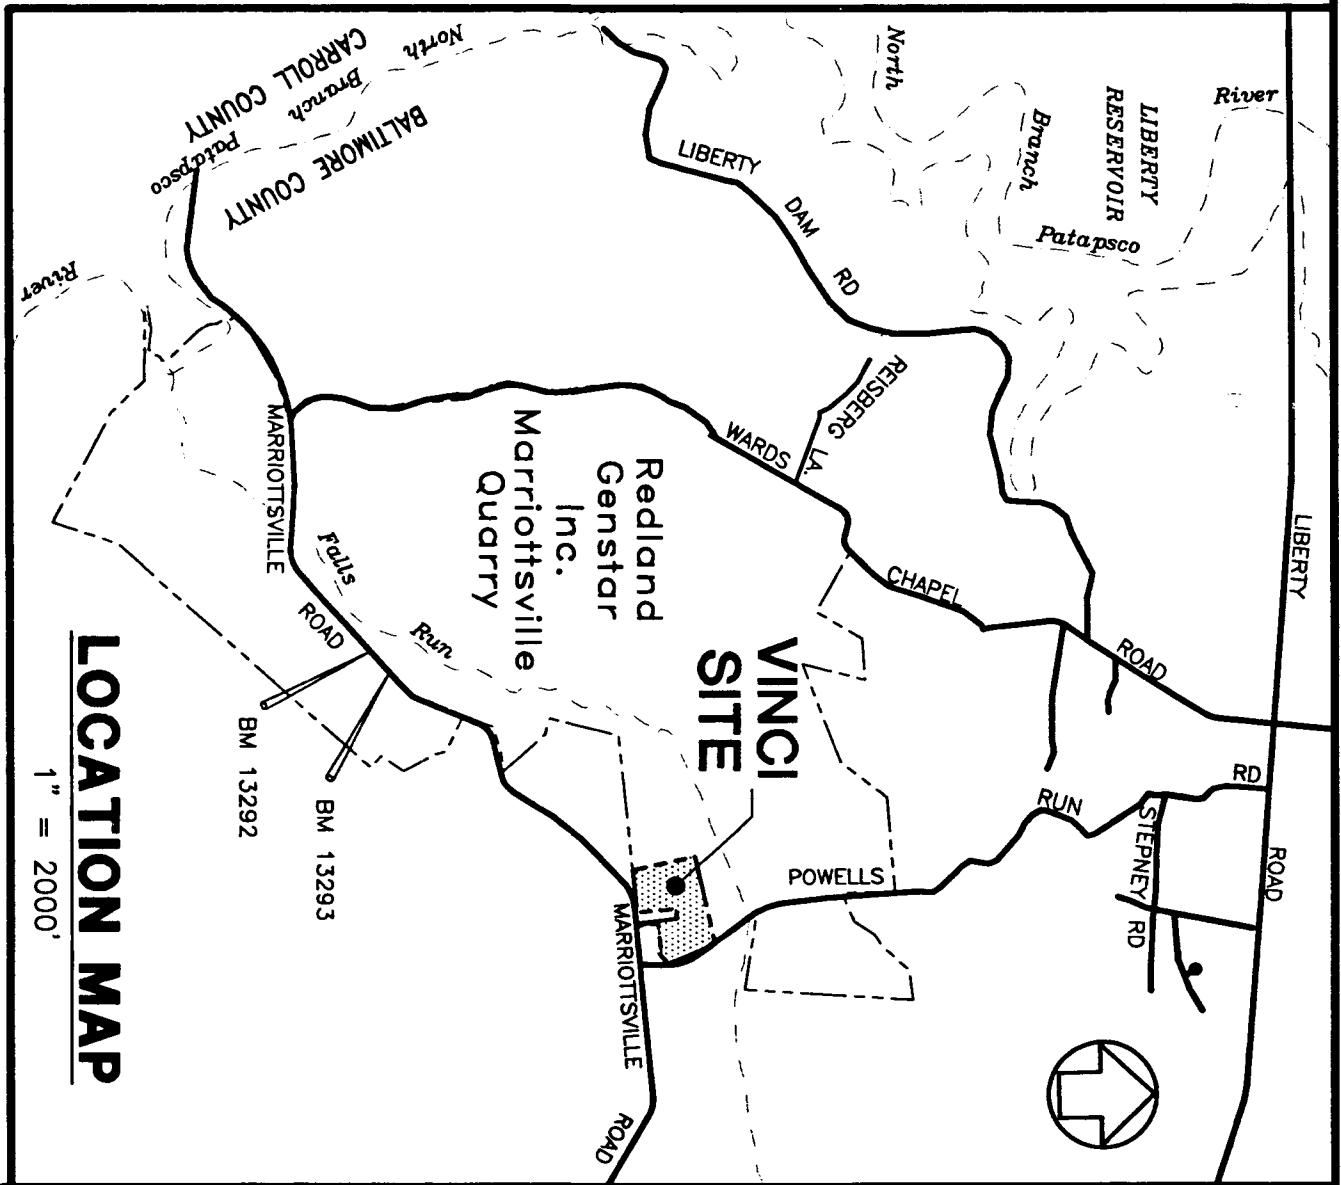 River
LIBERTY
RESERVOIR
North
Branch
Patapsco
North
Branch
Patapsco
River
CARROLL COUNTY
BALTIMORE COUNTY
LIBERTY
DAM
RD
REISBERG
LA.
WARDS
CHAPEL
ROAD
LIBERTY
ROAD
RD
RUN
POWELLS
STEPNEY
RD
MARRIOTTSVILLE
ROAD
MARRIOTTSVILLE
ROAD
Falls
Run
Redland
Genstar
Inc.
Marriottsville
Quarry
VINCI
SITE
BM 13292
BM 13293
LOCATION MAP
1" = 2000'